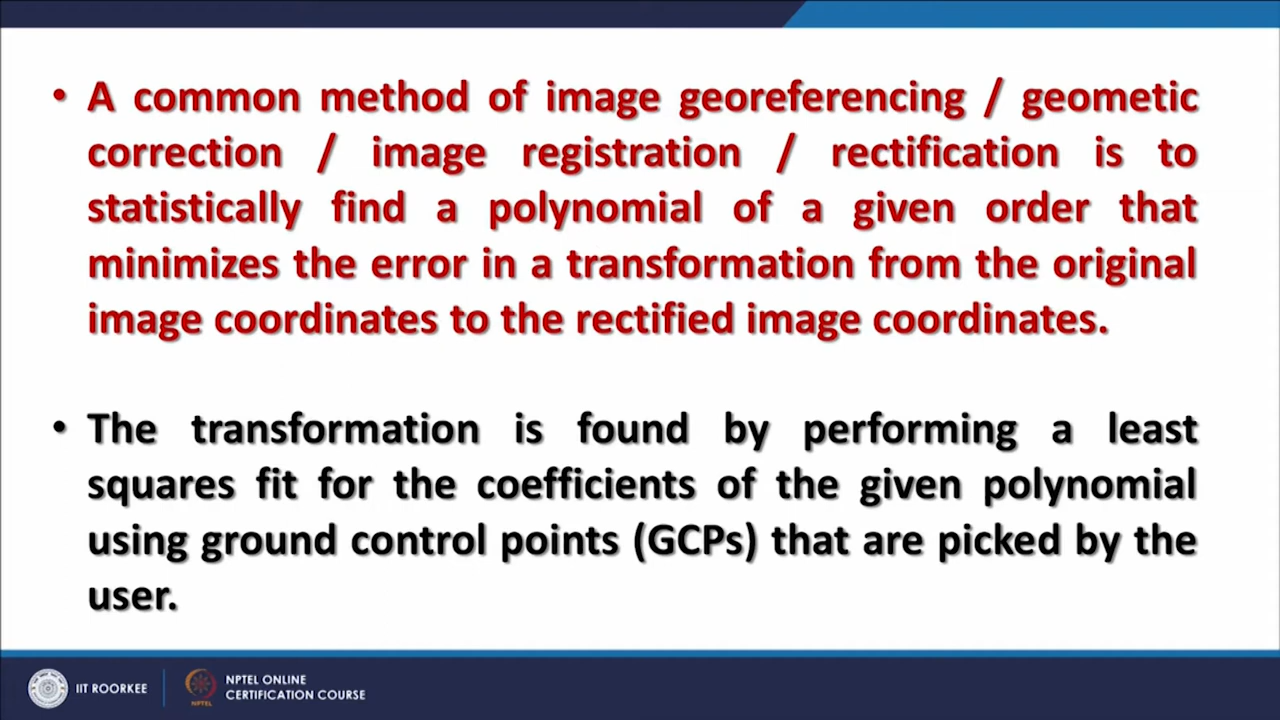 • A common method of image georeferencing / geometic
correction / image registration / rectification is to
statistically find a polynomial of a given order that
minimizes the error in a transformation from the original
image coordinates to the rectified image coordinates.
• The transformation is found by performing a least
squares fit for the coefficients of the given polynomial
using ground control points (GCPs) that are picked by the
user.
IIT ROORKEE
NPTEL
NPTEL ONLINE
CERTIFICATION COURSE